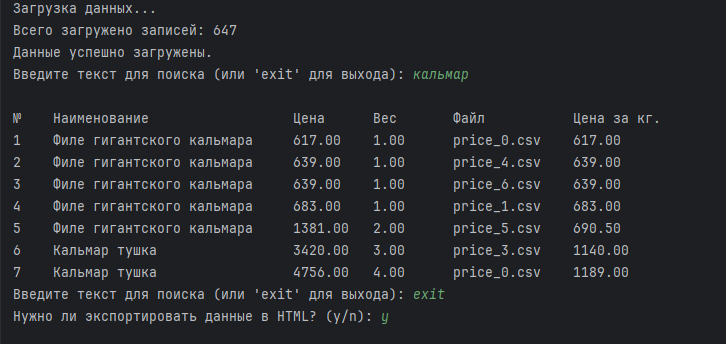 Загрузка данных...
Всего загружено записей: 647
Данные успешно загружены.
Введите текст для поиска (или 'exit' для выхода): кальмар
№ Наименование Цена Вес Файл Цена за кг.
1 Филе гигантского кальмара 617.00 1.00 price_0.csv 617.00
2 Филе гигантского кальмара 639.00 1.00 price_4.csv 639.00
3 Филе гигантского кальмара 639.00 1.00 price_6.csv 639.00
4 Филе гигантского кальмара 683.00 1.00 price_1.csv 683.00
5 Филе гигантского кальмара 1381.00 2.00 price_5.csv 690.50
6 Кальмар тушка 3420.00 3.00 price_3.csv 1140.00
7 Кальмар тушка 4756.00 4.00 price_0.csv 1189.00
Введите текст для поиска (или 'exit' для выхода): exit
Нужно ли экспортировать данные в HTML? (y/n): y